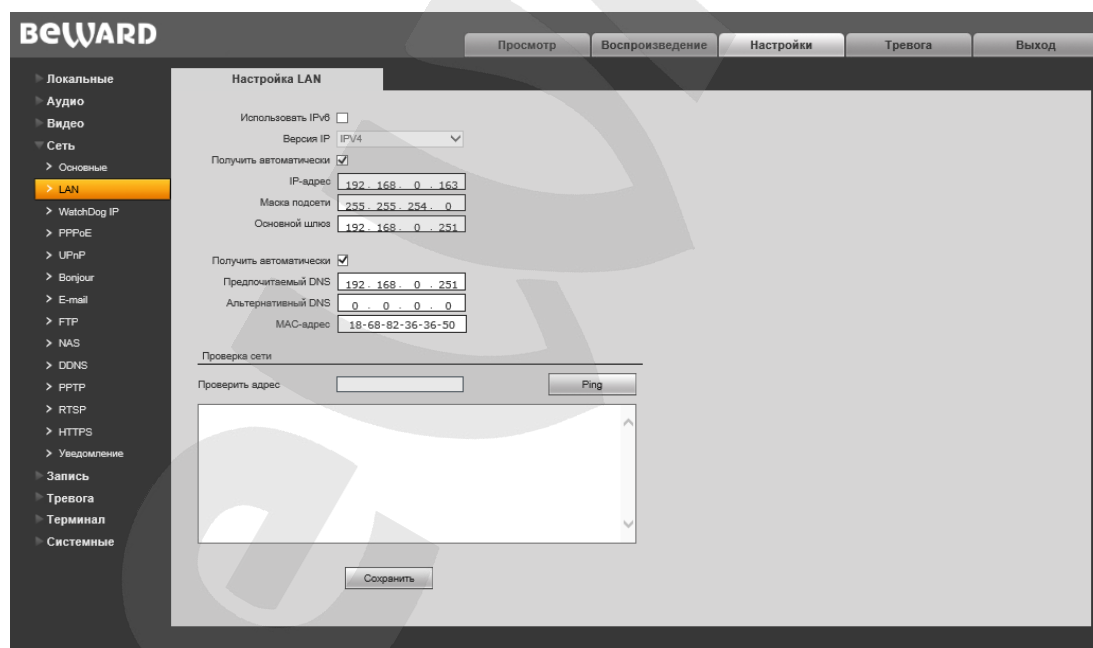 BEWARD
Просмотр
Воспроизведение
Настройки
Тревога
Выход
Локальные
Аудио
Видео
Сеть
> Основные
> LAN
> WatchDog IP
> PPPoE
> UPnP
> Bonjour
> E-mail
> FTP
> NAS
> DDNS
> PPTP
> RTSP
> HTTPS
> Уведомление
Запись
Тревога
Терминал
Системные
Настройка LAN
Использовать IPv6
Версия IP IPV4
Получить автоматически
IP-адрес 192. 168. 0 . 163
Маска подсети 255. 255. 254. 0
Основной шлюз 192. 168. 0 . 251
Получить автоматически
Предпочитаемый DNS 192. 168. 0 . 251
Альтернативный DNS 0 . 0 . 0 . 0
MAC-адрес 18-68-82-36-36-50
Проверка сети
Проверить адрес Ping
Сохранить